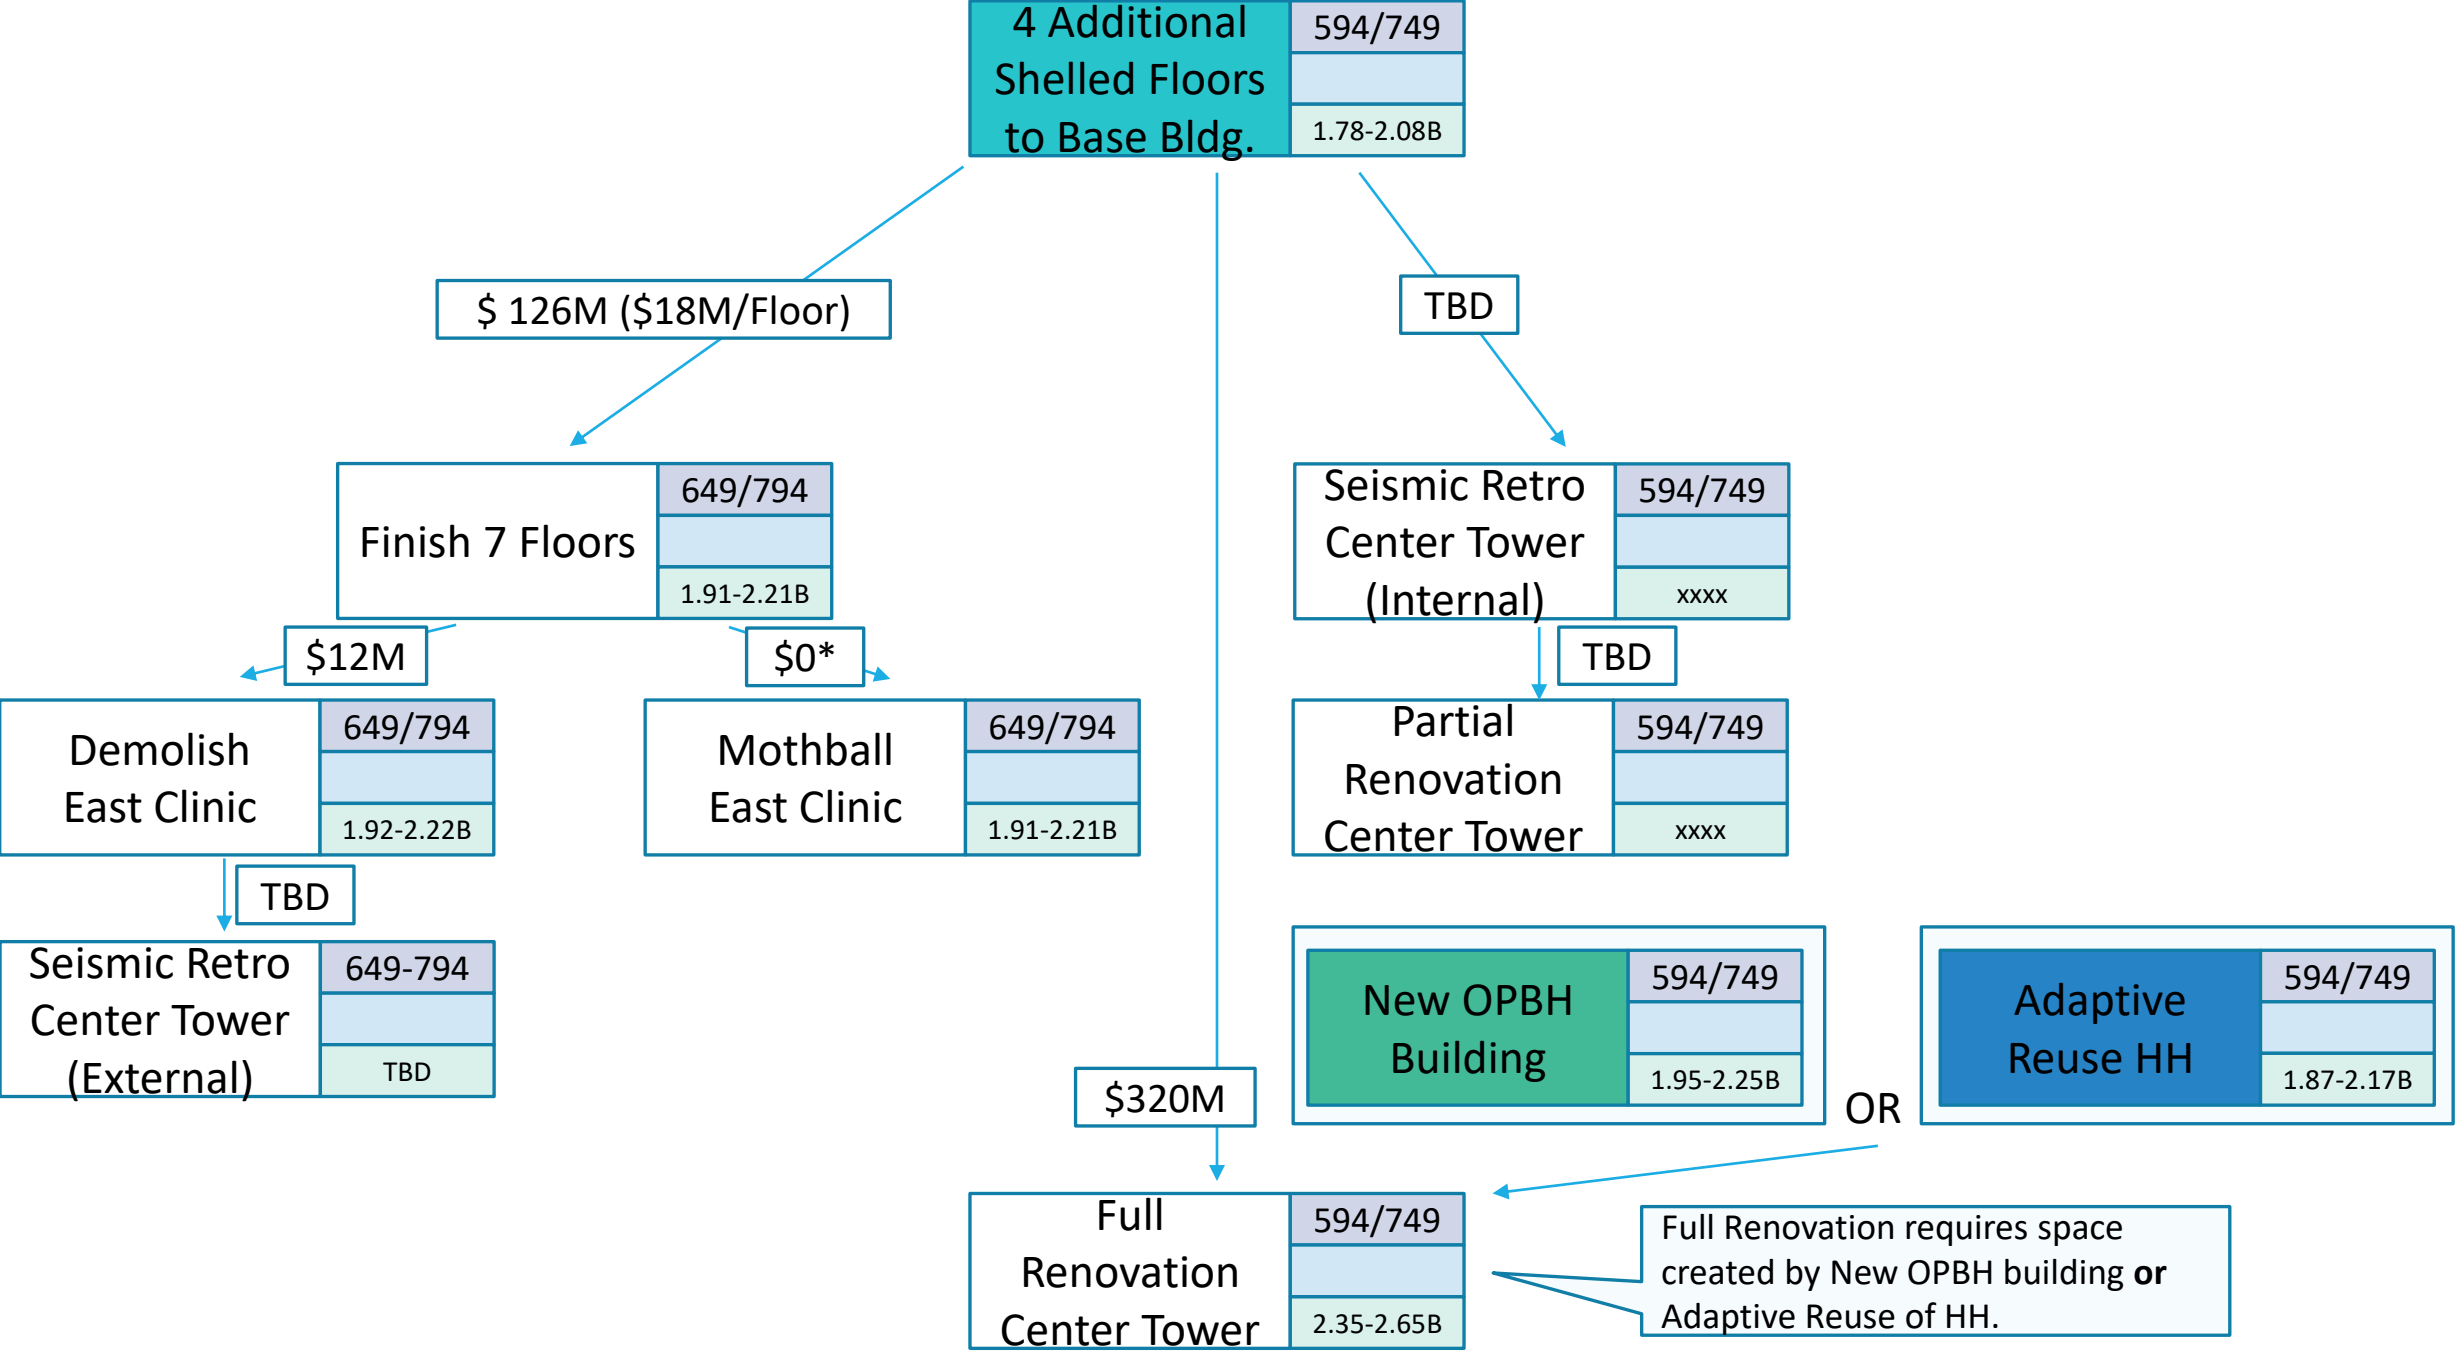 4 Additional
Shelled Floors
to Base Bldg.
594/749
1.78-2.08B
$ 126M ($18M/Floor)
TBD
Finish 7 Floors
649/794
1.91-2.21B
Seismic Retro
Center Tower
(Internal)
594/749
xxxx
$12M
$0*
TBD
Demolish
East Clinic
649/794
1.92-2.22B
Mothball
East Clinic
649/794
1.91-2.21B
Partial
Renovation
Center Tower
594/749
xxxx
TBD
Seismic Retro
Center Tower
(External)
649-794
TBD
New OPBH
Building
594/749
1.95-2.25B
OR
Adaptive
Reuse HH
594/749
1.87-2.17B
$320M
Full
Renovation
Center Tower
594/749
2.35-2.65B
Full Renovation requires space
created by New OPBH building or
Adaptive Reuse of HH.